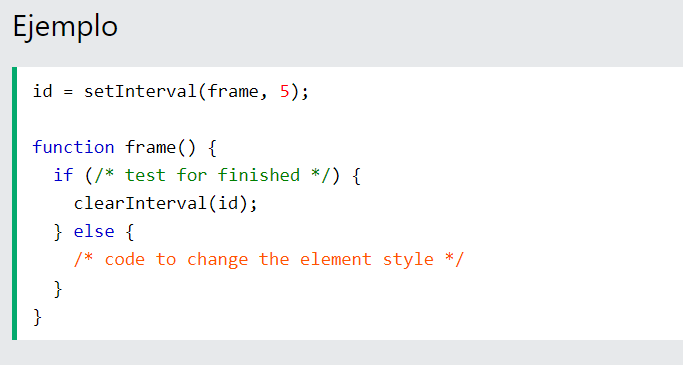 Ejemplo
id = setInterval(frame, 5);
function frame() {
if (/* test for finished */) {
clearInterval(id);
} else {
/* code to change the element style */
}
}